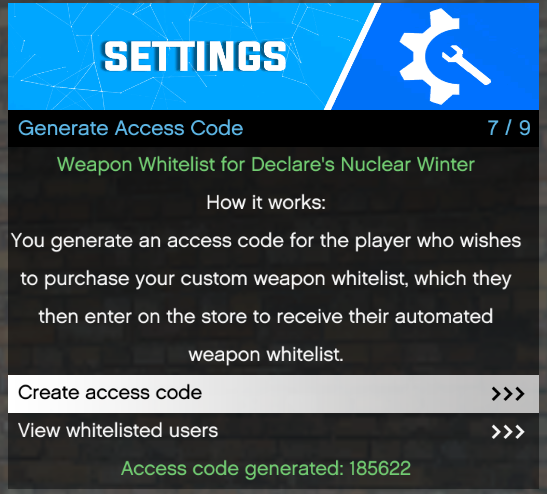 SETTINGS
Generate Access Code 7 / 9
Weapon Whitelist for Declare's Nuclear Winter
How it works:
You generate an access code for the player who wishes
to purchase your custom weapon whitelist, which they
then enter on the store to receive their automated
weapon whitelist.
Create access code >>>
View whitelisted users >>>
Access code generated: 185622